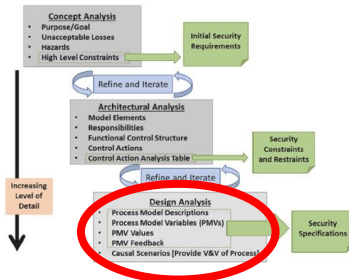 Concept Analysis
• Purpose/Goal
• Unacceptable Losses
• Hazards
• High Level Constraints
Initial Security
Requirements
Refine and Iterate
Architectural Analysis
• Model Elements
• Responsibilities
• Functional Control Structure
• Control Actions
• Control Action Analysis Table
Security
Constraints
and Restraints
Refine and Iterate
Increasing
Level of
Detail
Design Analysis
• Process Model Descriptions
• Process Model Variables (PMVs)
• PMV Values
• PMV Feedback
• Causal Scenarios [Provide V&V of Process]
Security
Specifications